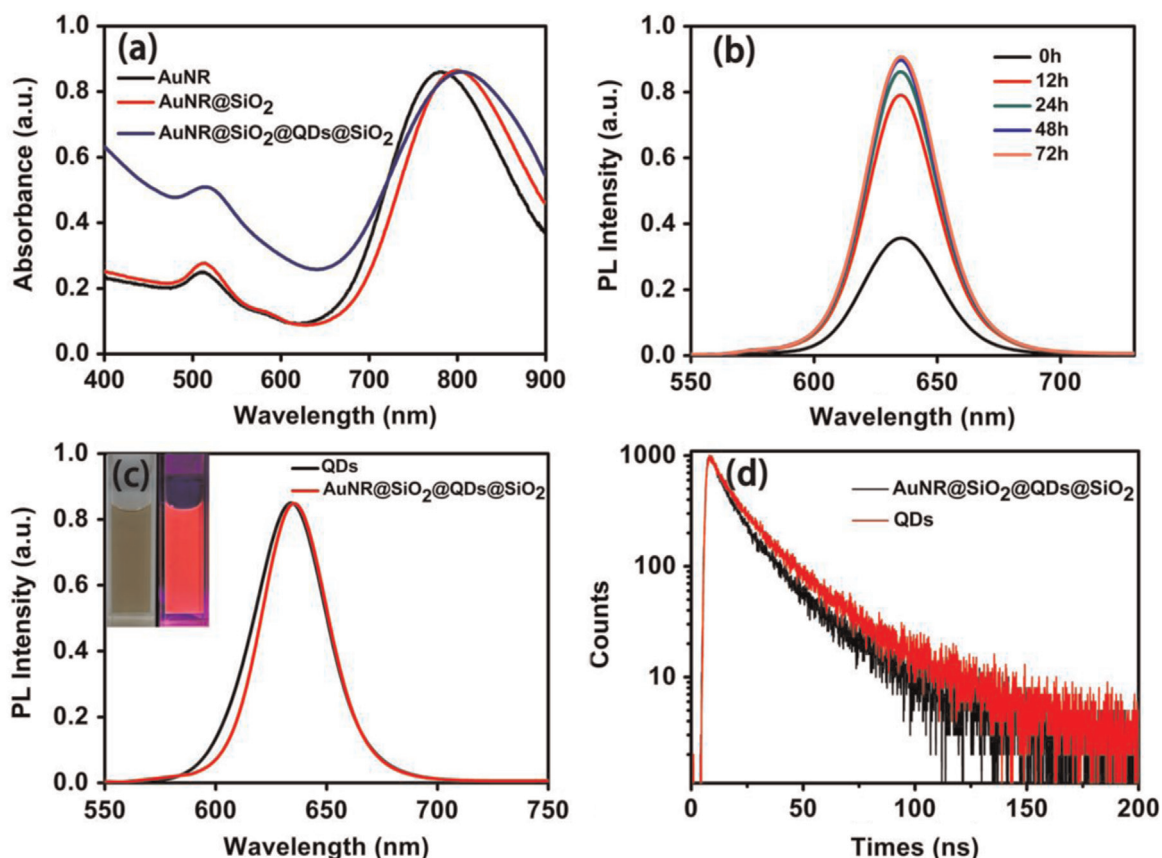 (a)
AuNR
AuNR@SiO₂
AuNR@SiO₂@QDs@SiO₂
Absorbance (a.u.)
1.0
0.8
0.6
0.4
0.2
0.0
400 500 600 700 800 900
Wavelength (nm)
(b)
0h
12h
24h
48h
72h
PL Intensity (a.u.)
1.0
0.8
0.6
0.4
0.2
0.0
550 600 650 700
Wavelength (nm)
(c)
QDs
AuNR@SiO₂@QDs@SiO₂
PL Intensity (a.u.)
1.0
0.8
0.6
0.4
0.2
0.0
550 600 650 700 750
Wavelength (nm)
(d)
AuNR@SiO₂@QDs@SiO₂
QDs
Counts
1000
100
10
0 50 100 150 200
Times (ns)